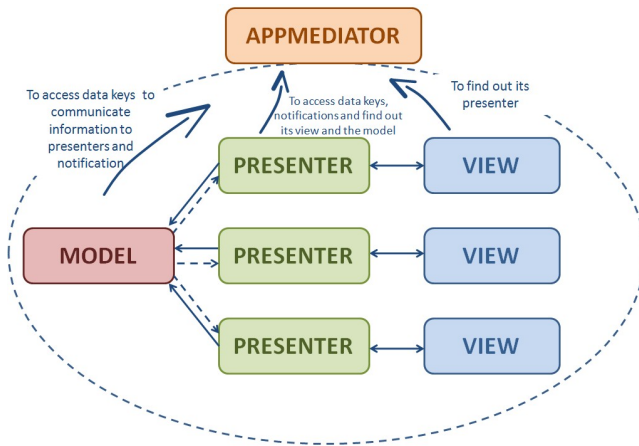 APPMEDIATOR
To access data keys to
communicate
information to
presenters and
notification
To access data keys,
notifications and find out
its view and the model
To find out its
presenter
PRESENTER
VIEW
MODEL
PRESENTER
VIEW
PRESENTER
VIEW